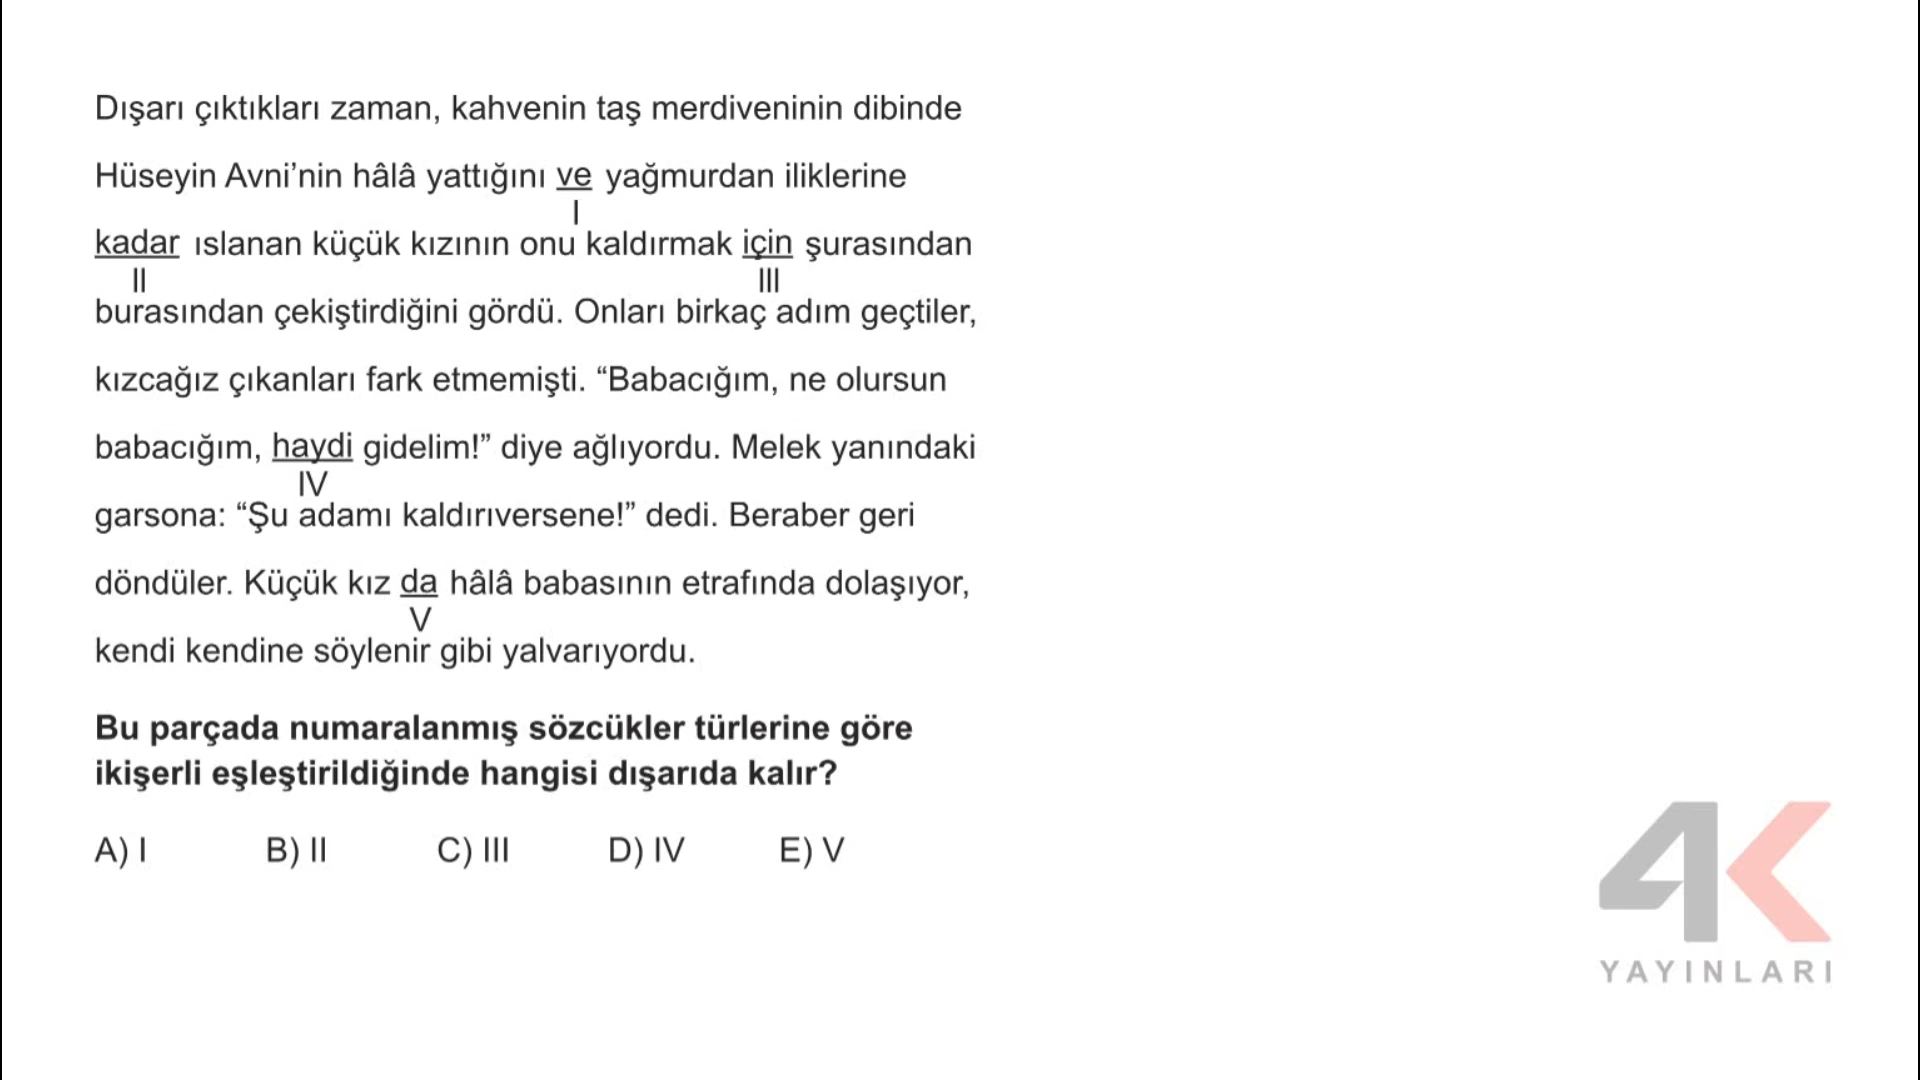 Dışarı çıktıkları zaman, kahvenin taş merdiveninin dibinde
Hüseyin Avni’nin hâlâ yattığını ve yağmurdan iliklerine
I
kadar ıslanan küçük kızının onu kaldırmak için şurasından
II III
burasından çekiştirdiğini gördü. Onları birkaç adım geçtiler,
kızcağız çıkanları fark etmemişti. “Babacığım, ne olursun
babacığım, haydi gidelim!” diye ağlıyordu. Melek yanındaki
IV
garsona: “Şu adamı kaldırıversene!” dedi. Beraber geri
döndüler. Küçük kız da hâlâ babasının etrafında dolaşıyor,
V
kendi kendine söylenir gibi yalvarıyordu.
Bu parçada numaralanmış sözcükler türlerine göre
ikişerli eşleştirildiğinde hangisi dışarıda kalır?
A) I B) II C) III D) IV E) V
4K
YAYINLARI